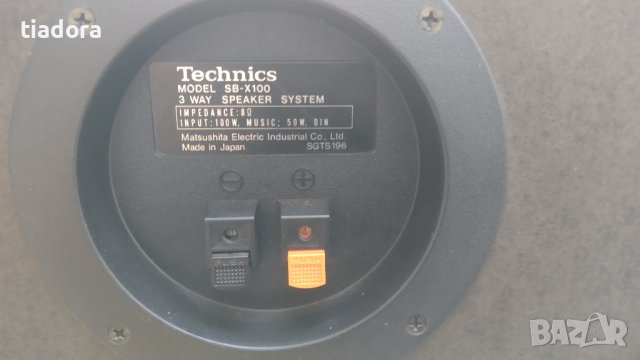 tiadora
Technics
MODEL SB-X100
3 WAY SPEAKER SYSTEM
IMPEDANCE:8Ω
INPUT:100W, MUSIC; 50W, DIN
Matsushita Electric Industrial Co., Ltd.
Made in Japan SGTS196
− +
BAZAR